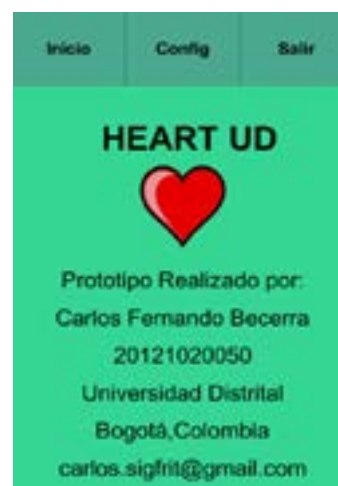 Inicio Config Salir
HEART UD
Prototipo Realizado por:
Carlos Fernando Becerra
20121020050
Universidad Distrital
Bogotá,Colombia
carlos.sigfrit@gmail.com